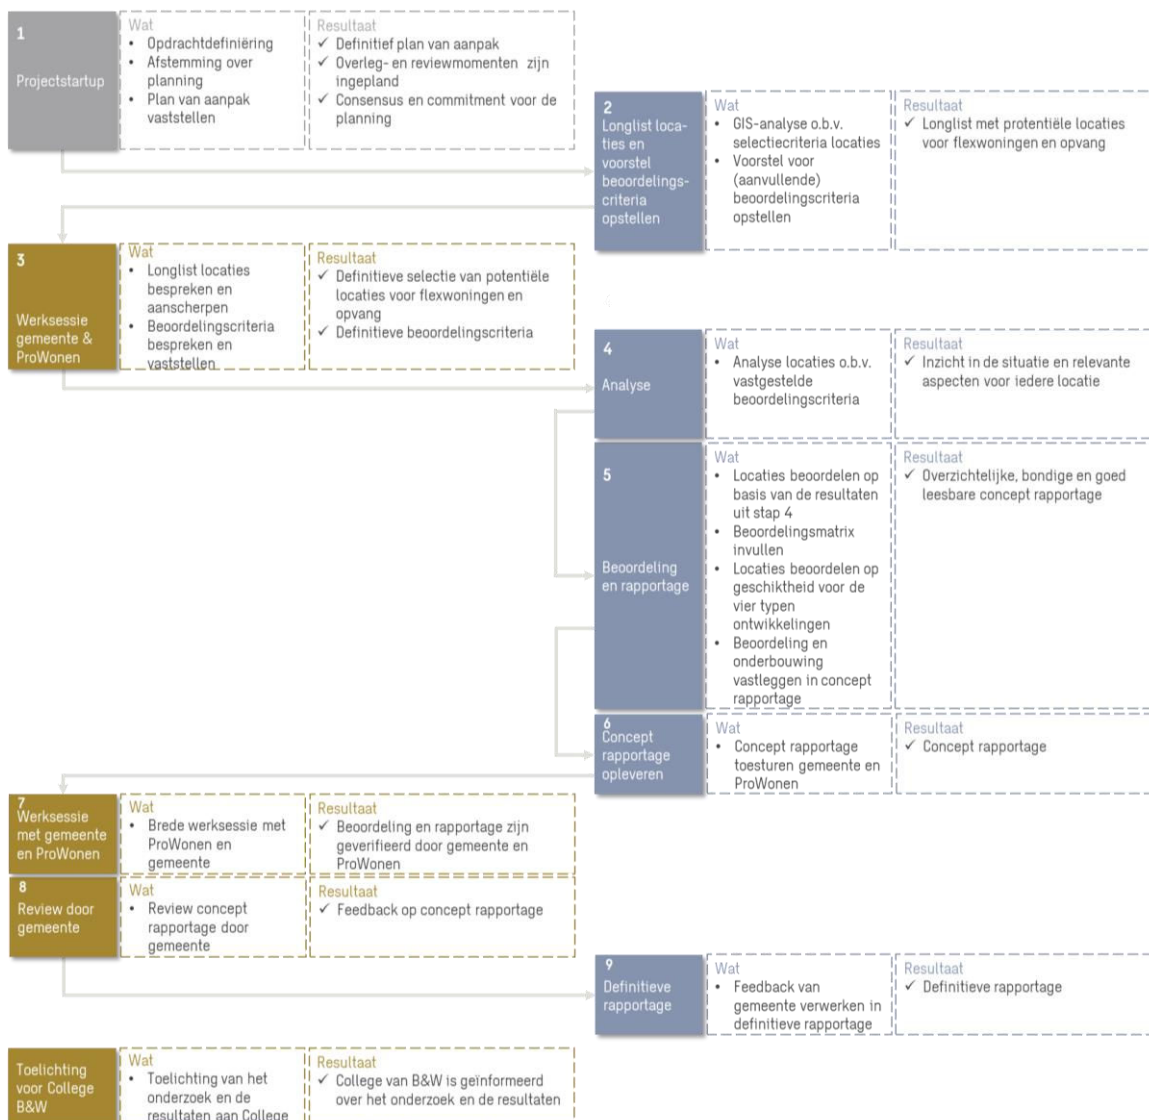 1
Projectstartup
Wat
• Opdrachtdefiniëring
• Afstemming over
planning
• Plan van aanpak
vaststellen
Resultaat
✓ Definitief plan van aanpak
✓ Overleg- en reviewmomenten zijn
ingepland
✓ Consensus en commitment voor de
planning
2
Longlist loca-
ties en
voorstel
beoordelings-
criteria
opstellen
Wat
• GIS-analyse o.b.v.
selectiecriteria locaties
• Voorstel voor
(aanvullende)
beoordelingscriteria
opstellen
Resultaat
✓ Longlist met protentiële locaties
voor flexwoningen en opvang
3
Werksessie
gemeente &
ProWonen
Wat
• Longlist locaties
bespreken en
aanscherpen
• Beoordelingscriteria
bespreken en
vaststellen
Resultaat
✓ Definitieve selectie van potentiële
locaties voor flexwoningen en
opvang
✓ Definitieve beoordelingscriteria
4
Analyse
Wat
• Analyse locaties o.b.v.
vastgestelde
beoordelingscriteria
Resultaat
✓ Inzicht in de situatie en relevante
aspecten voor iedere locatie
5
Beoordeling
en rapportage
Wat
• Locaties beoordelen op
basis van de resultaten
uit stap 4
• Beoordelingsmatrix
invullen
• Locaties beoordelen op
geschiktheid voor de
vier typen
ontwikkelingen
• Beoordeling en
onderbouwing
vastleggen in concept
rapportage
Resultaat
✓ Overzichtelijke, bondige en goed
leesbare concept rapportage
6
Concept
rapportage
opleveren
Wat
• Concept rapportage
toesturen gemeente en
ProWonen
Resultaat
✓ Concept rapportage
7
Werksessie
met gemeente
en ProWonen
Wat
• Brede werksessie met
ProWonen en
gemeente
Resultaat
✓ Beoordeling en rapportage zijn
geverifieerd door gemeente en
ProWonen
8
Review door
gemeente
Wat
• Review concept
rapportage door
gemeente
Resultaat
✓ Feedback op concept rapportage
9
Definitieve
rapportage
Wat
• Feedback van
gemeente verwerken in
definitieve rapportage
Resultaat
✓ Definitieve rapportage
Toelichting
voor College
B&W
Wat
• Toelichting van het
onderzoek en de
resultaten aan College
Resultaat
✓ College van B&W is geïnformeerd
over het onderzoek en de resultaten